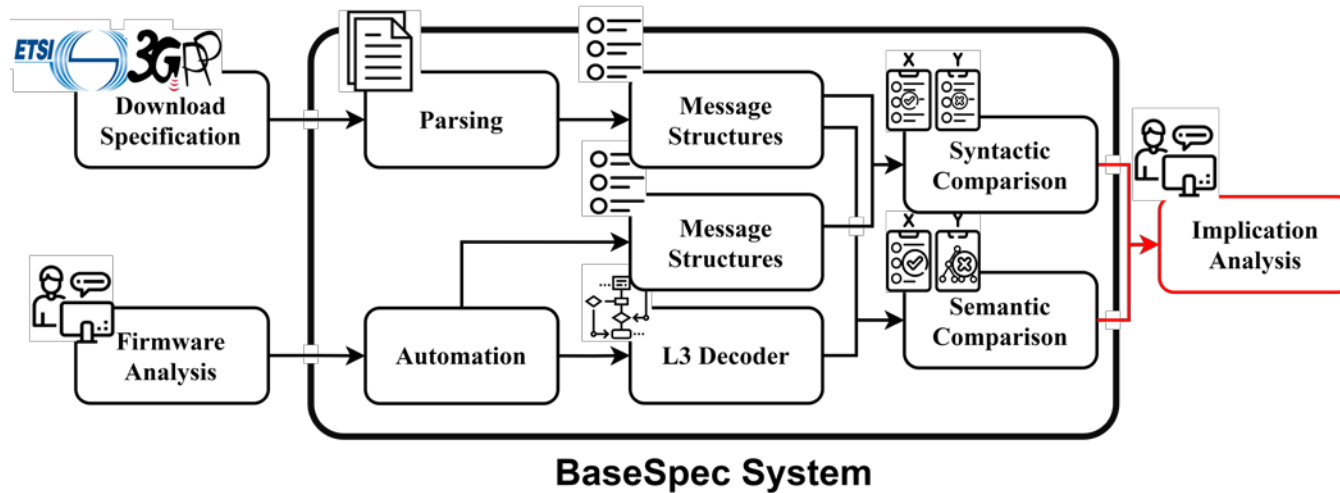 ETSI
3GPP
Download
Specification
Parsing
Message
Structures
X Y
Syntactic
Comparison
Message
Structures
X Y
Semantic
Comparison
Implication
Analysis
Firmware
Analysis
Automation
L3 Decoder
BaseSpec System